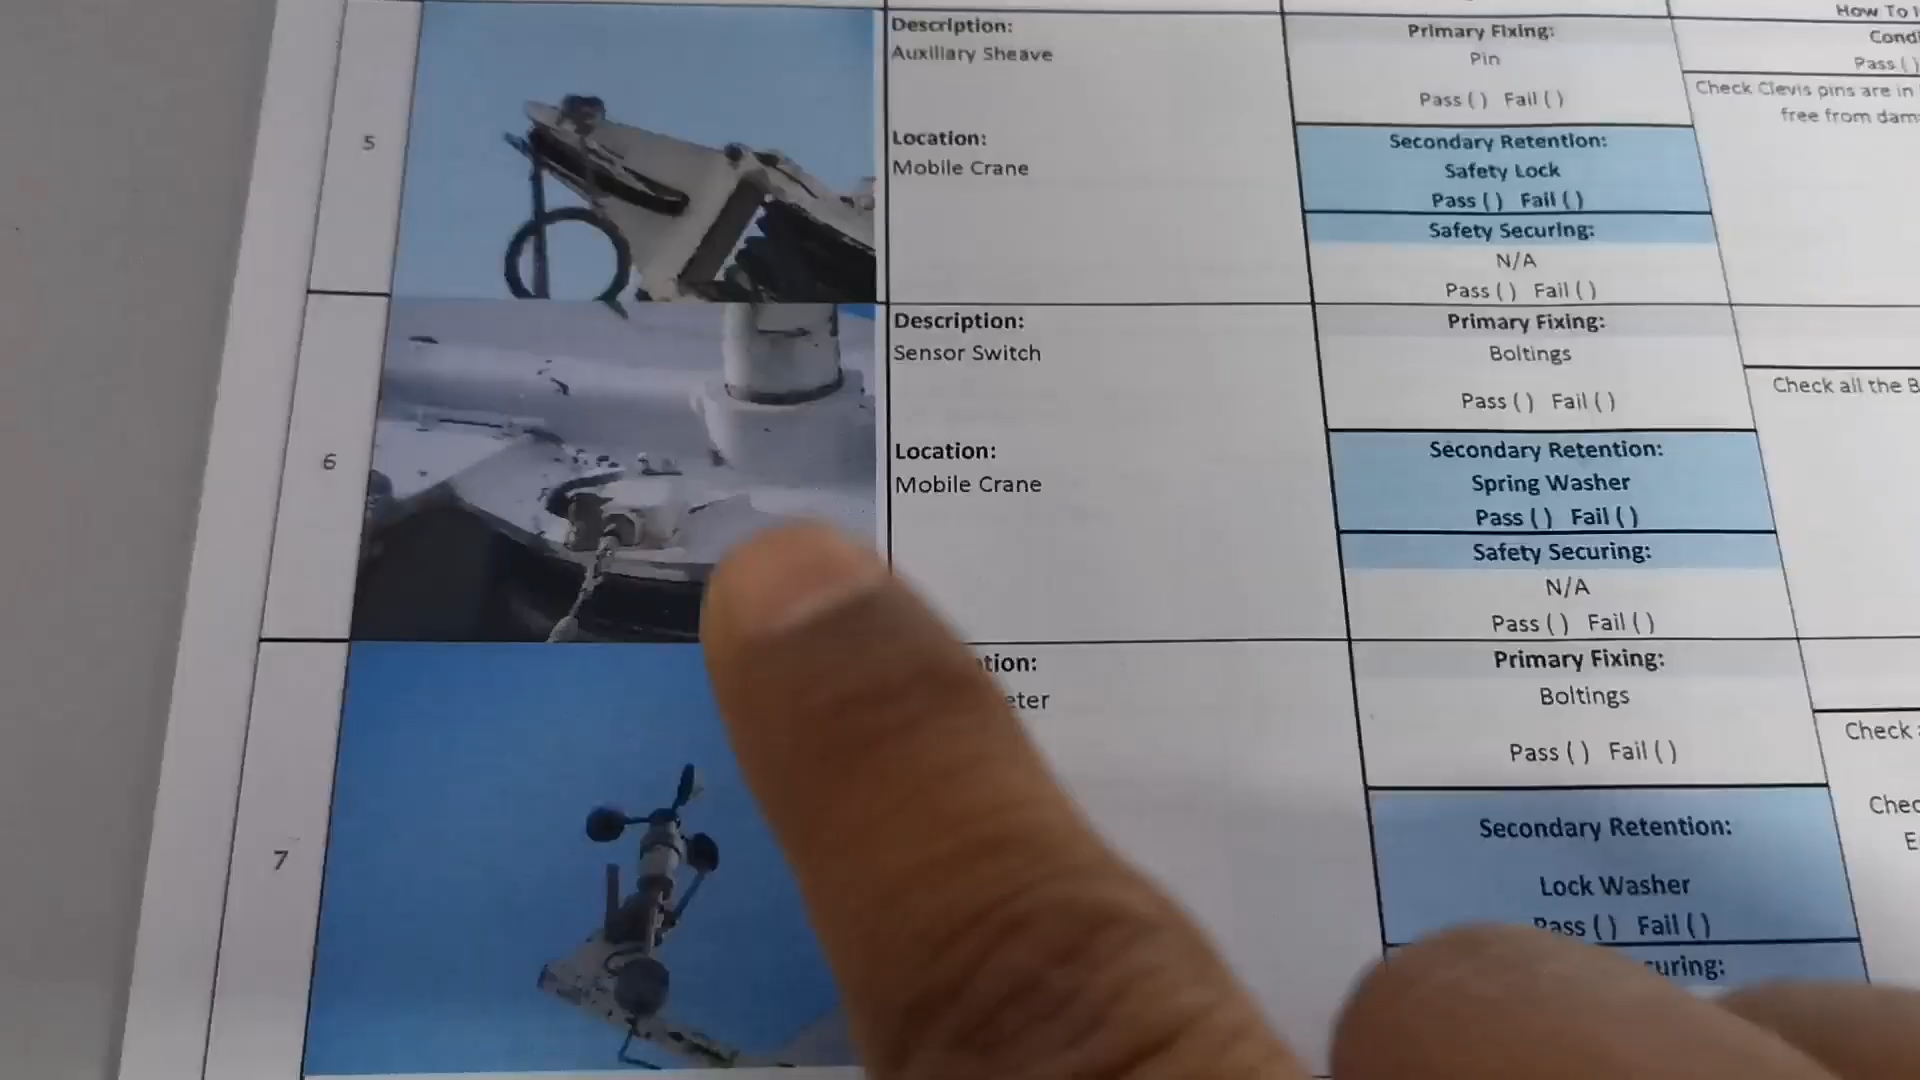 How To
Pass ( )
5
Description:
Auxiliary Sheave
Location:
Mobile Crane
Primary Fixing:
Pin
Pass ( ) Fail ( )
Secondary Retention:
Safety Lock
Pass ( ) Fail ( )
Safety Securing:
N/A
Pass ( ) Fail ( )
Check Clevis pins are in
free from
6
Description:
Sensor Switch
Location:
Mobile Crane
Primary Fixing:
Boltings
Pass ( ) Fail ( )
Secondary Retention:
Spring Washer
Pass ( ) Fail ( )
Safety Securing:
N/A
Pass ( ) Fail ( )
Check all the B
7
tion:
eter
Primary Fixing:
Boltings
Pass ( ) Fail ( )
Secondary Retention:
Lock Washer
Pass ( ) Fail ( )
curing:
Check
Chec
E